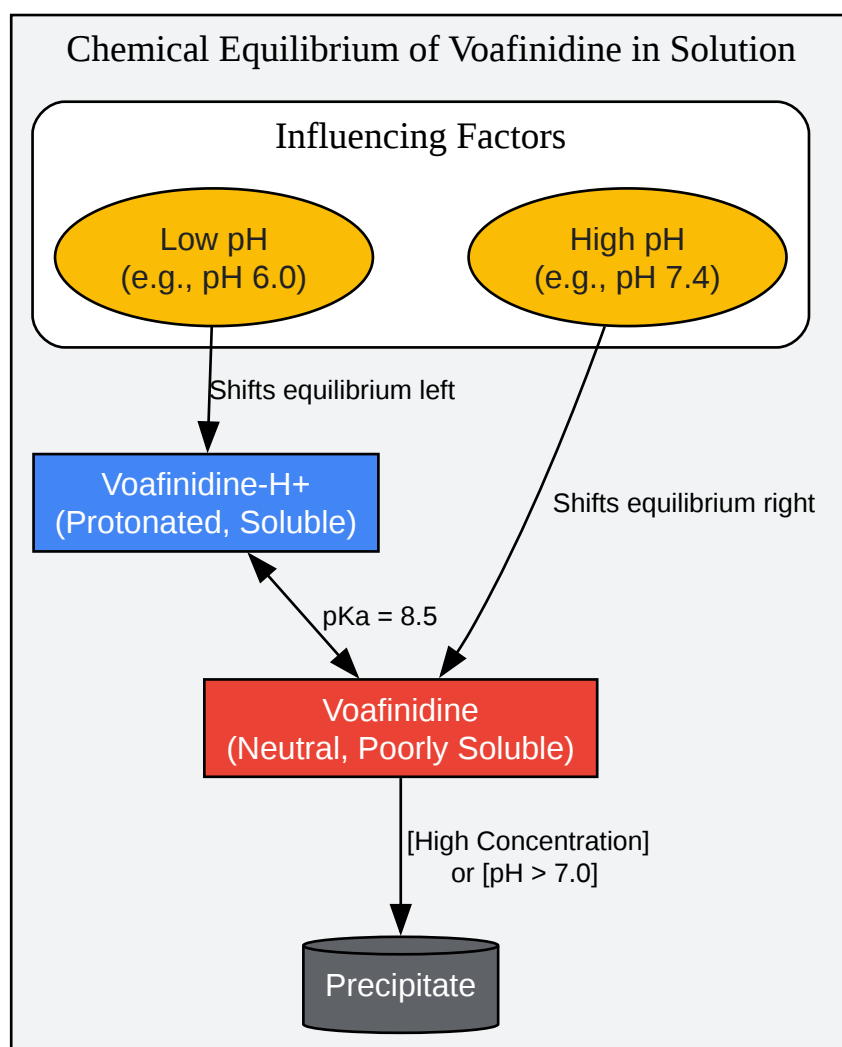 Chemical Equilibrium of Voafinidine in Solution
Influencing Factors
Low pH
(e.g., pH 6.0)
High pH
(e.g., pH 7.4)
Shifts equilibrium left
Voafinidine-H+
(Protonated, Soluble)
Shifts equilibrium right
pKa = 8.5
Voafinidine
(Neutral, Poorly Soluble)
[High Concentration]
or [pH > 7.0]
Precipitate